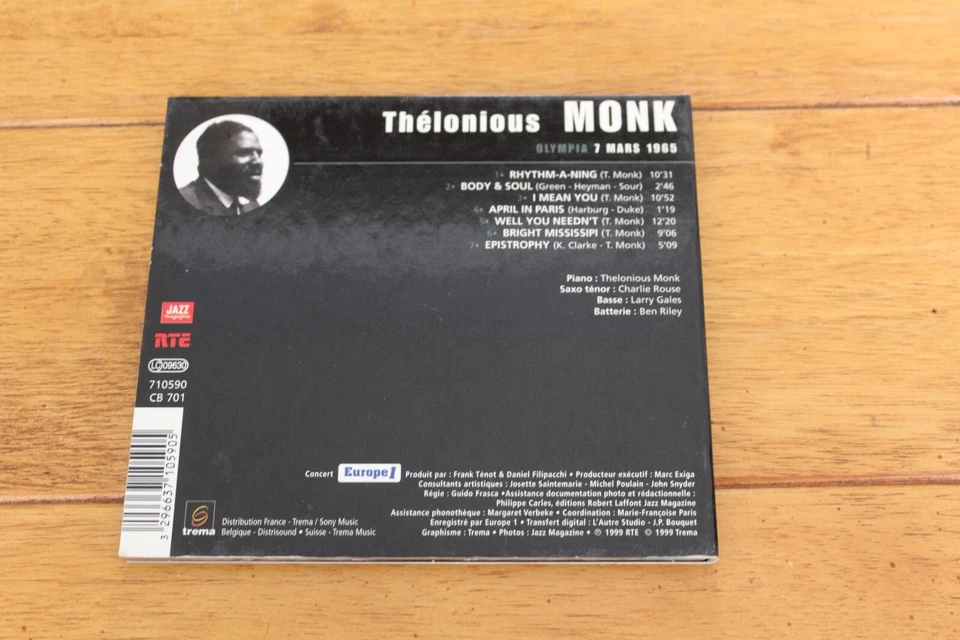 Thélonious MONK
OLYMPIA 7 MARS 1965
1• RHYTHM-A-NING (T. Monk) 10'31
2• BODY & SOUL (Green - Heyman - Sour) 2'46
3• I MEAN YOU (T. Monk) 10'52
4• APRIL IN PARIS (Harburg - Duke) 1'19
5• WELL YOU NEEDN'T (T. Monk) 12'20
6• BRIGHT MISSISSIPI (T. Monk) 9'06
7• EPISTROPHY (K. Clarke - T. Monk) 5'09
Piano : Thelonious Monk
Saxo ténor : Charlie Rouse
Basse : Larry Gales
Batterie : Ben Riley
JAZZ
magazine
RTE
LC 09630
710590
CB 701
3 296637 105905
Concert Europe 1 Produit par : Frank Ténot & Daniel Filipacchi • Producteur exécutif : Marc Exiga
Consultants artistiques : Josette Saintemarie - Michel Poulain - John Snyder
Régie : Guido Frasca •Assistance documentation photo et rédactionnelle :
Philippe Carles, éditions Robert Laffont Jazz Magazine
Assistance phonothèque : Margaret Verbeke • Coordination : Marie-Françoise Paris
Enregistré par Europe 1 • Transfert digital : L'Autre Studio - J.P. Bouquet
Graphisme : Trema • Photos : Jazz Magazine • ℗ 1999 RTE © 1999 Trema
trema
Distribution France - Trema / Sony Music
Belgique - Distrisound • Suisse - Trema Music